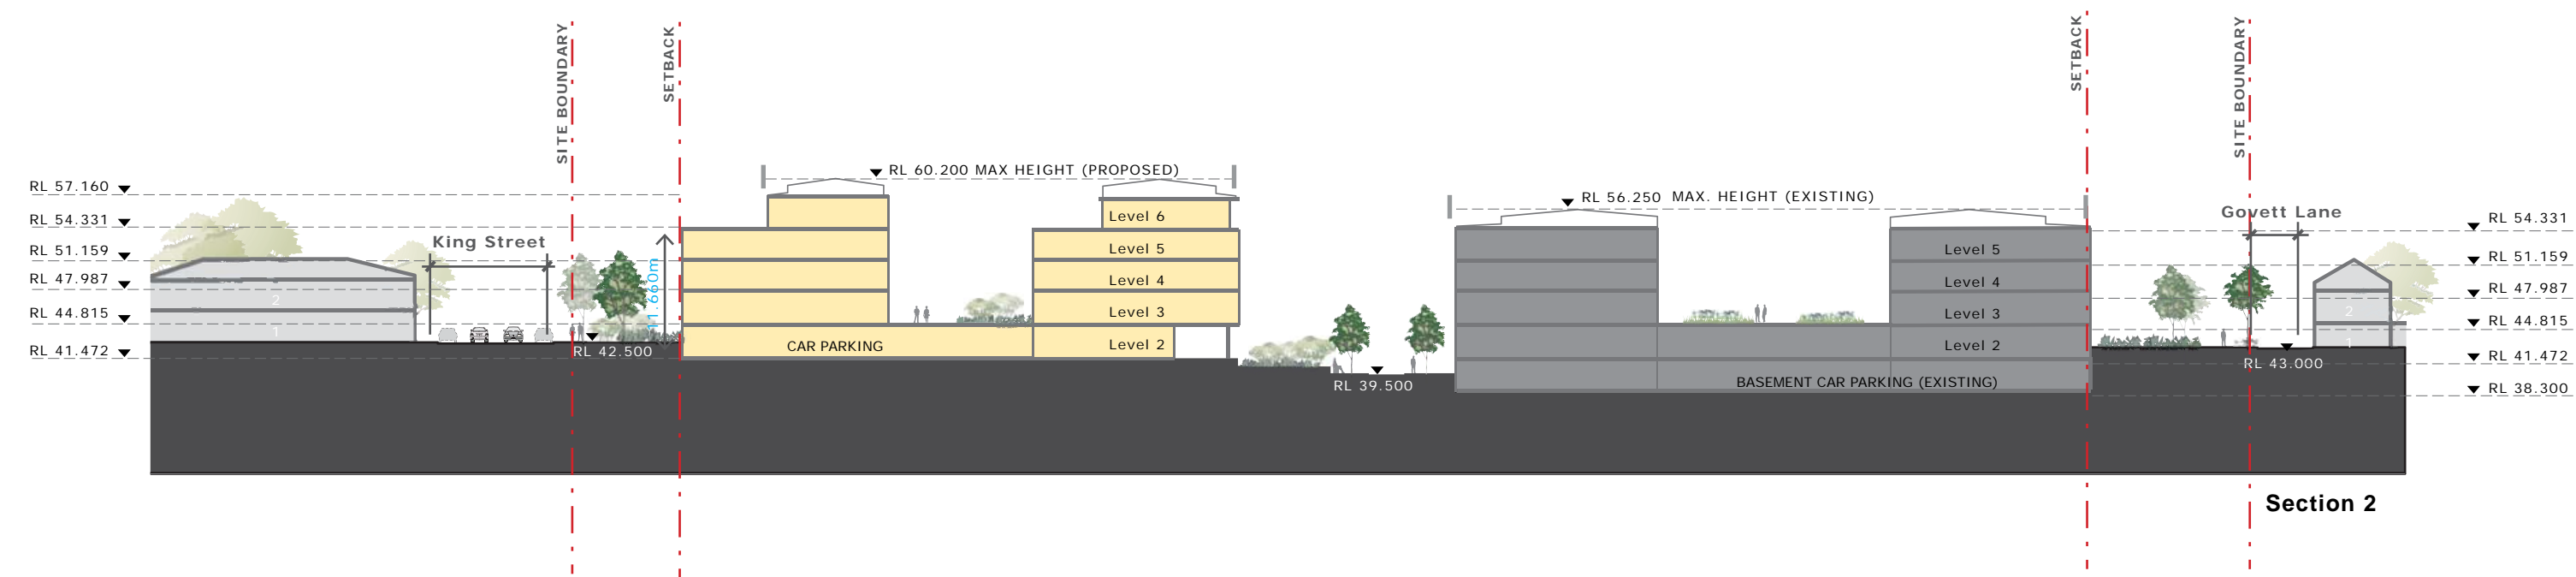 SITE BOUNDARY
SETBACK
SETBACK
SITE BOUNDARY
RL 57.160
RL 54.331
RL 51.159
RL 47.987
RL 44.815
RL 41.472
King Street
2
1
11.660m
RL 42.500
RL 60.200 MAX HEIGHT (PROPOSED)
Level 6
Level 5
Level 4
Level 3
Level 2
CAR PARKING
RL 39.500
RL 56.250 MAX. HEIGHT (EXISTING)
Level 5
Level 4
Level 3
Level 2
BASEMENT CAR PARKING (EXISTING)
Govett Lane
2
1
RL 43.000
RL 54.331
RL 51.159
RL 47.987
RL 44.815
RL 41.472
RL 38.300
Section 2